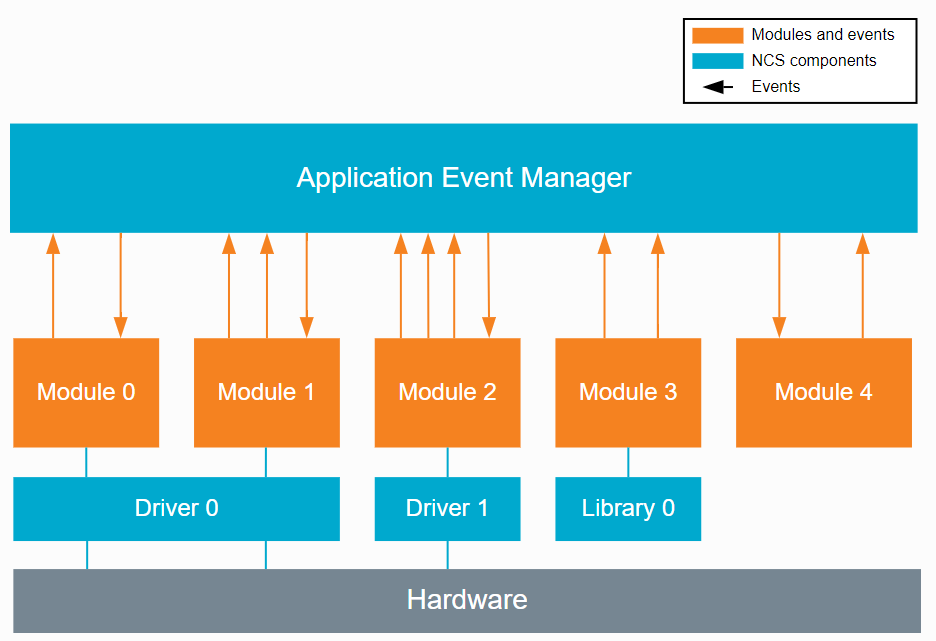 Modules and events
NCS components
Events
Application Event Manager
Module 0
Module 1
Module 2
Module 3
Module 4
Driver 0
Driver 1
Library 0
Hardware